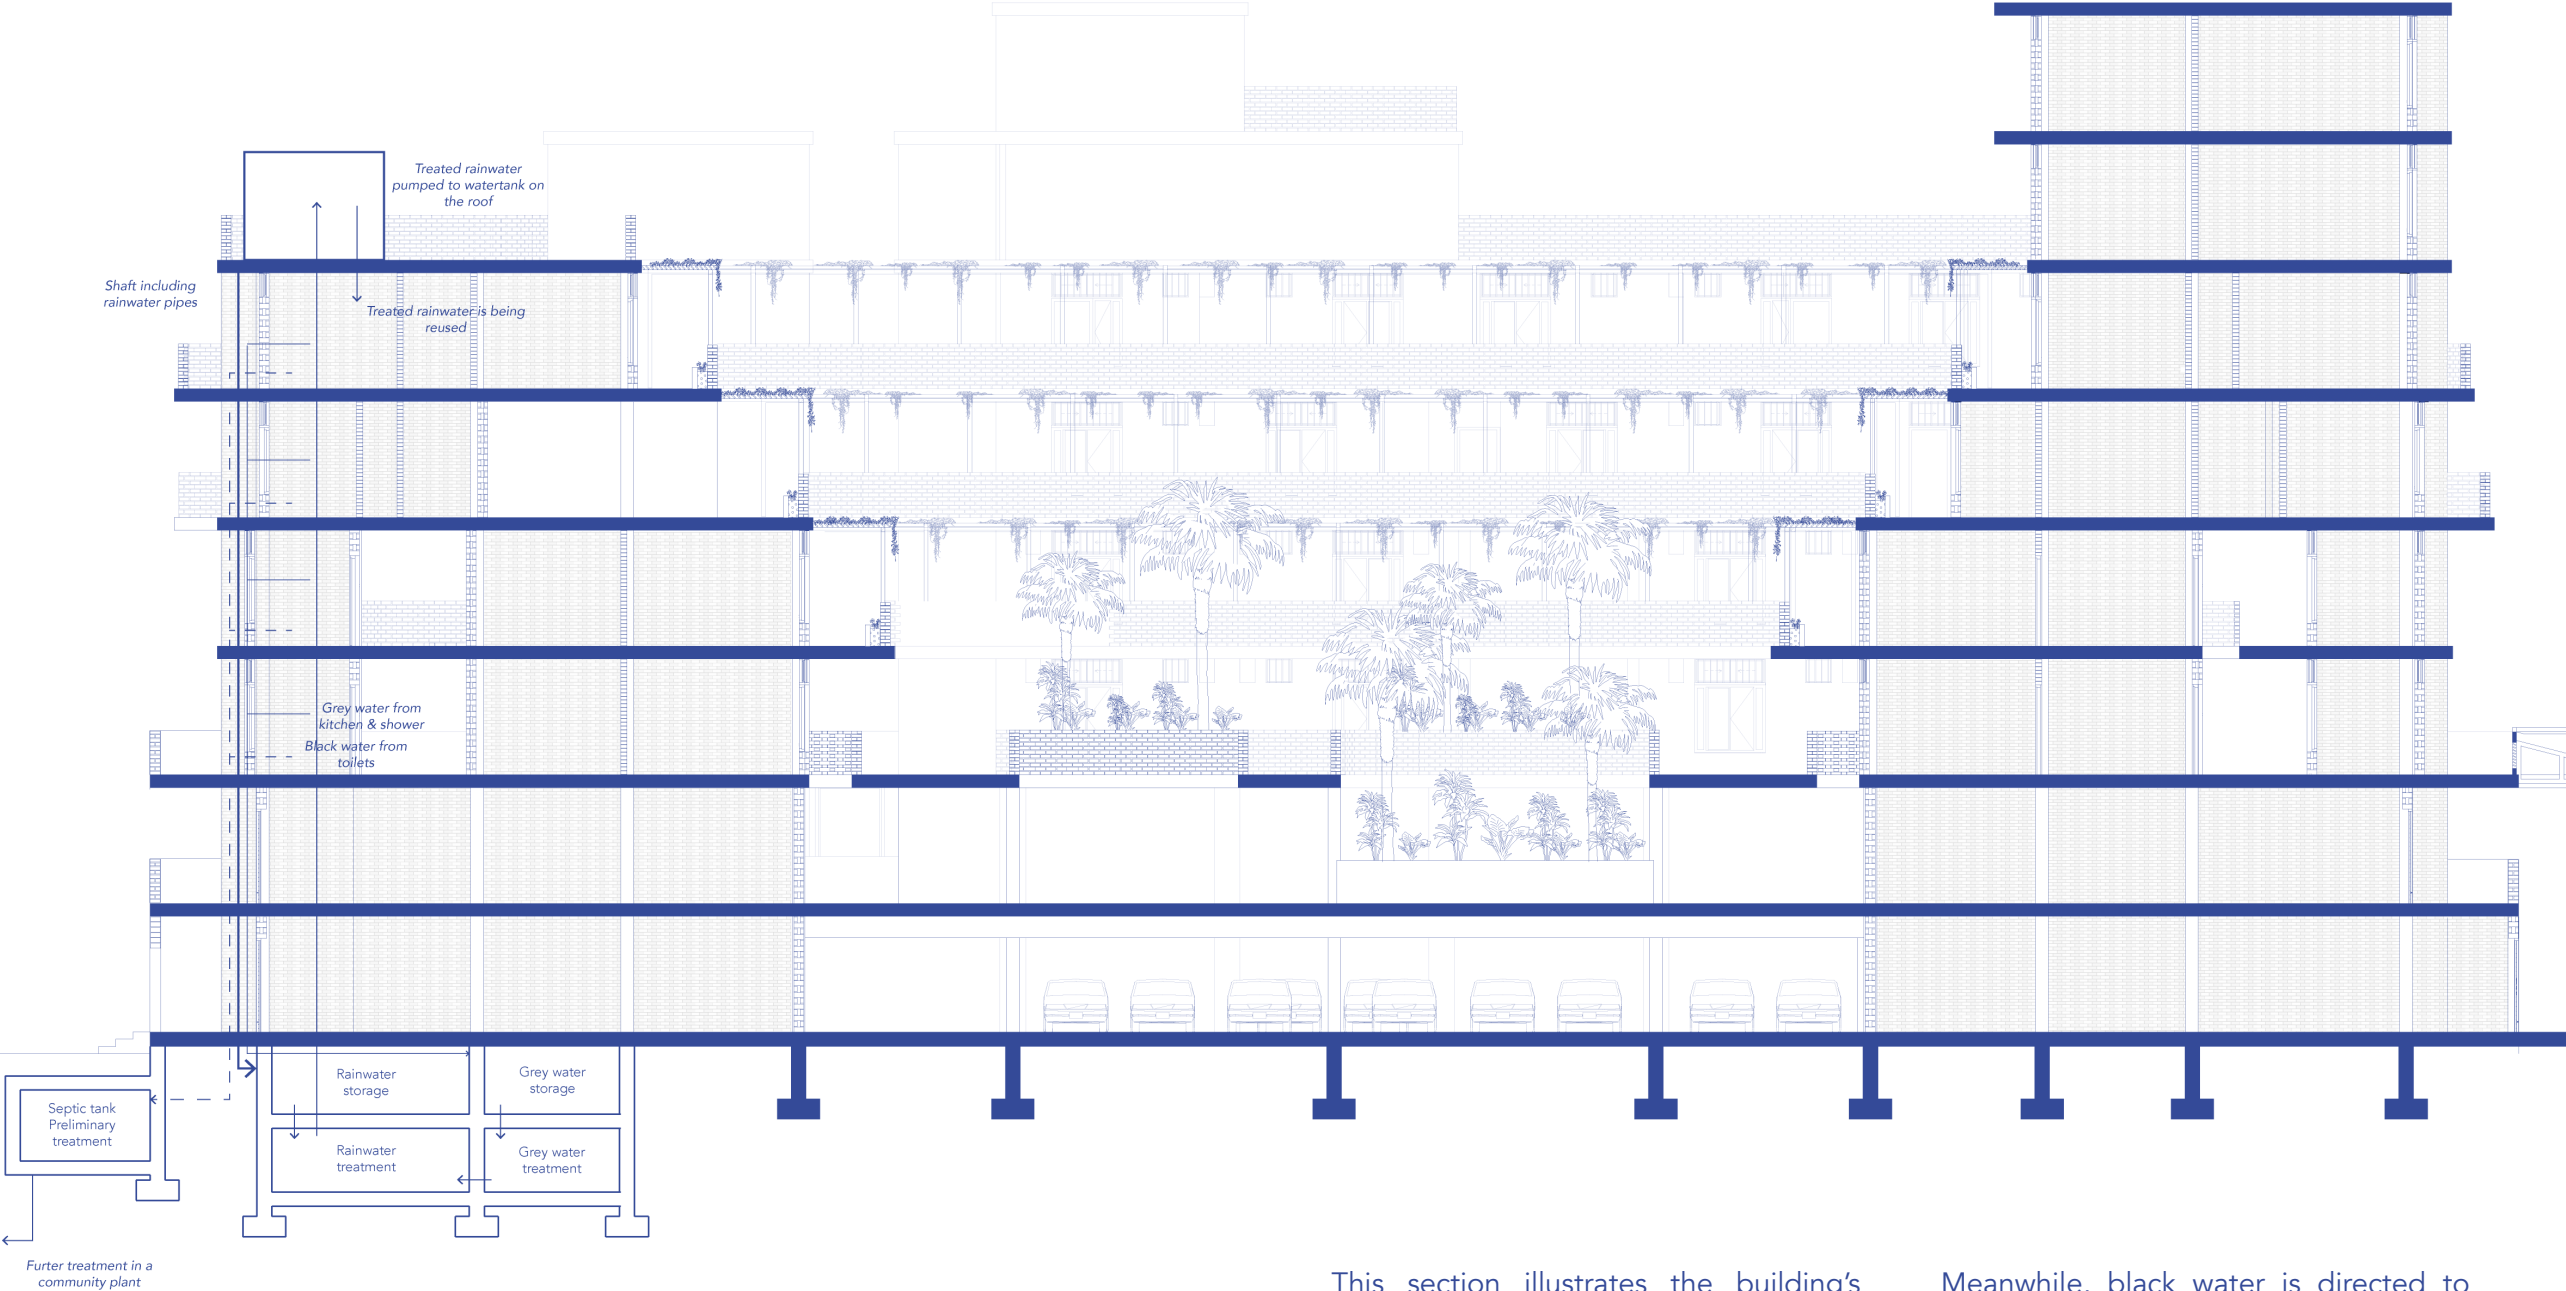 Treated rainwater
pumped to watertank on
the roof
Shaft including
rainwater pipes
Treated rainwater is being
reused
Grey water from
kitchen & shower
Black water from
toilets
Rainwater
storage
Grey water
storage
Septic tank
Preliminary
treatment
Rainwater
treatment
Grey water
treatment
Furter treatment in a
community plant
This section illustrates the building's
Meanwhile, black water is directed to